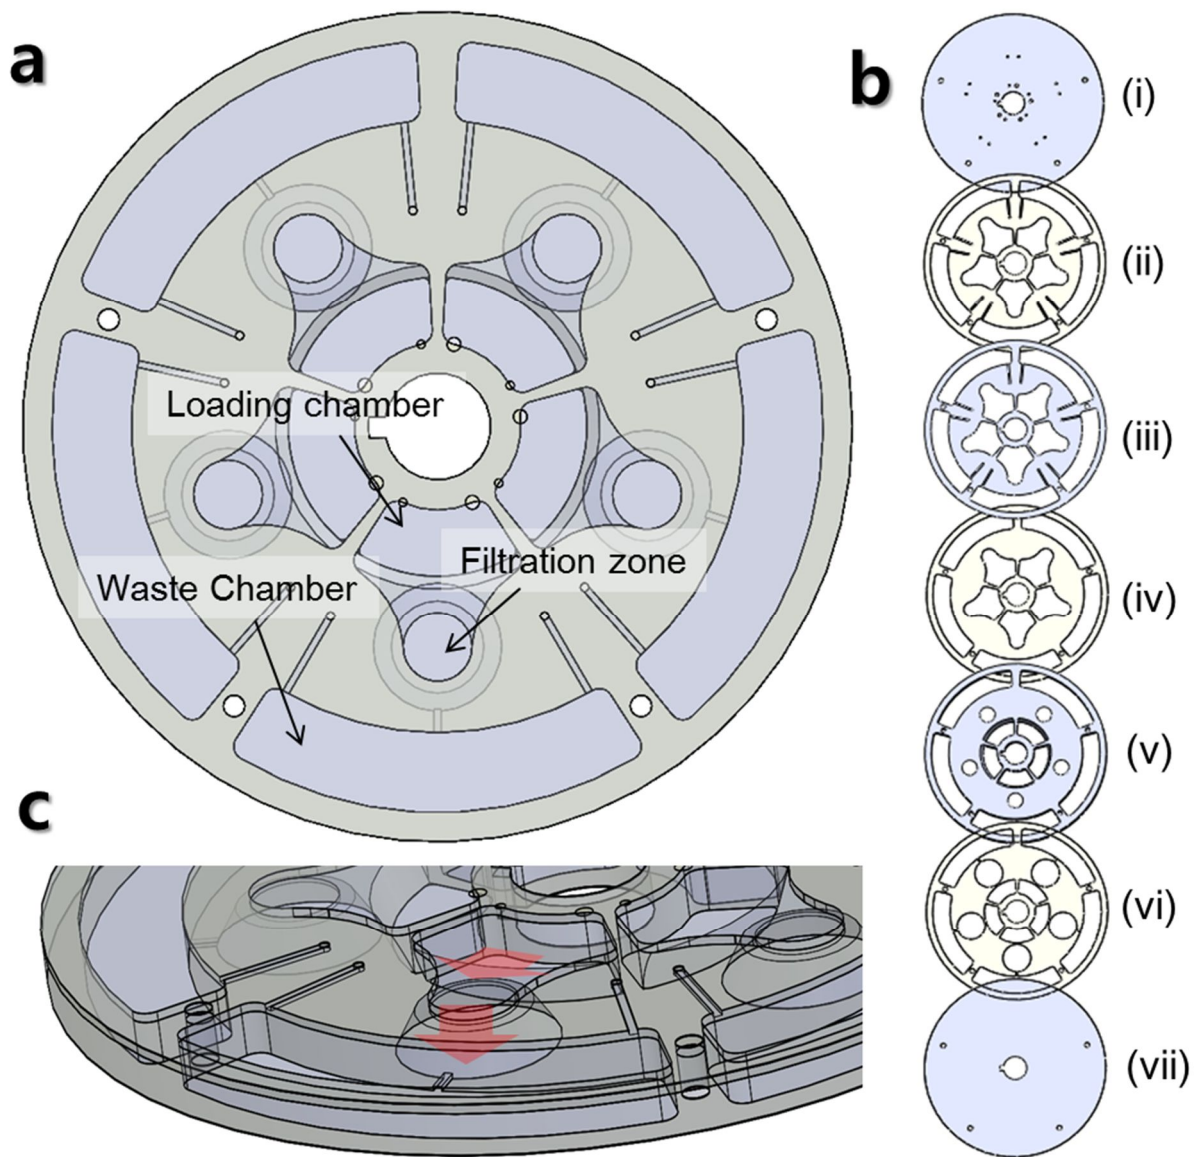 a
Loading chamber
Filtration zone
Waste Chamber
b
(i)
(ii)
(iii)
(iv)
(v)
(vi)
(vii)
c